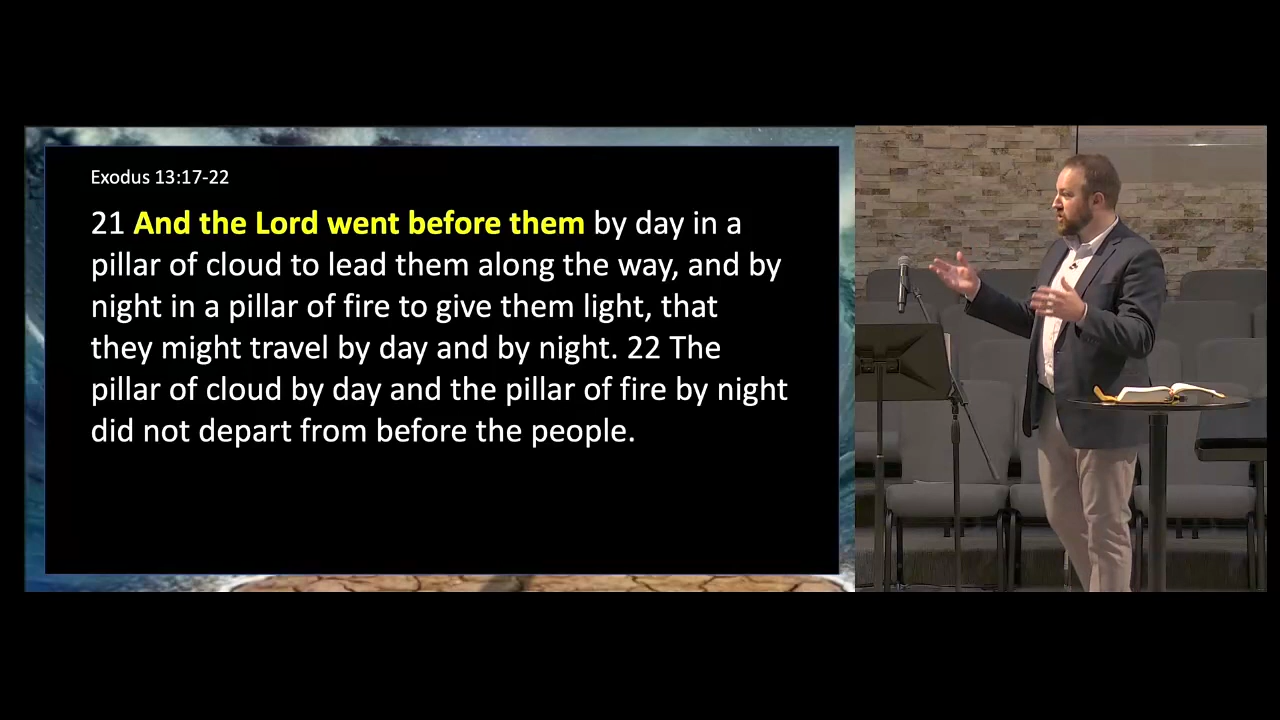 Exodus 13:17-22
21 And the Lord went before them by day in a
pillar of cloud to lead them along the way, and by
night in a pillar of fire to give them light, that
they might travel by day and by night. 22 The
pillar of cloud by day and the pillar of fire by night
did not depart from before the people.